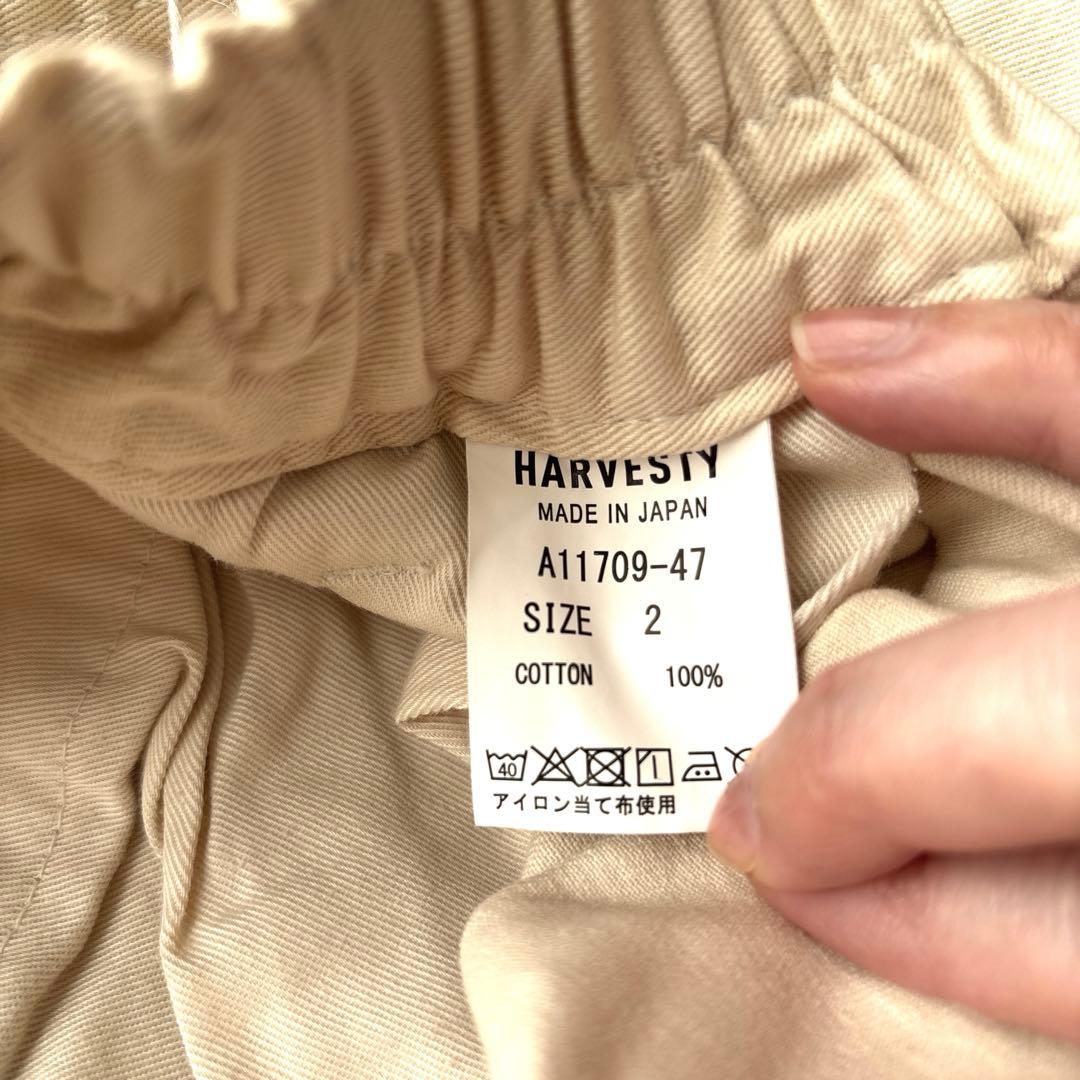 HARVESTY
MADE IN JAPAN
A11709-47
SIZE 2
COTTON 100%
40
アイロン当て布使用